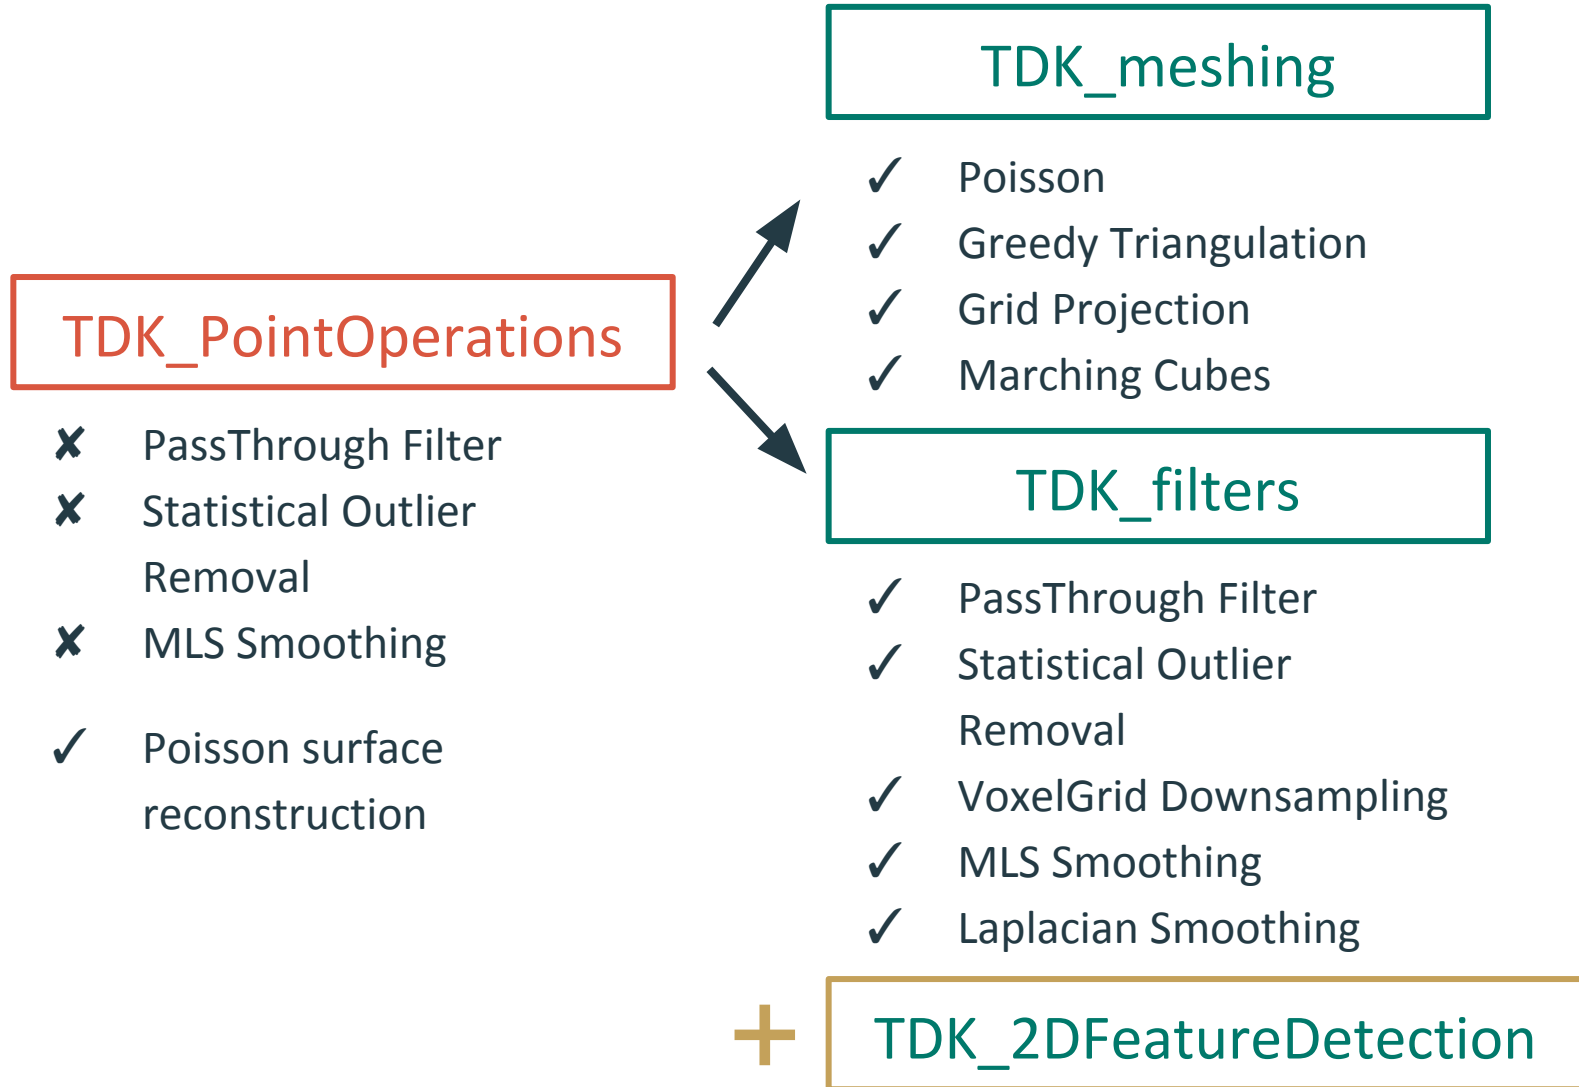 TDK_PointOperations
✘ PassThrough Filter
✘ Statistical Outlier
Removal
✘ MLS Smoothing
✓ Poisson surface
reconstruction
TDK_meshing
✓ Poisson
✓ Greedy Triangulation
✓ Grid Projection
✓ Marching Cubes
TDK_filters
✓ PassThrough Filter
✓ Statistical Outlier
Removal
✓ VoxelGrid Downsampling
✓ MLS Smoothing
✓ Laplacian Smoothing
+ TDK_2DFeatureDetection